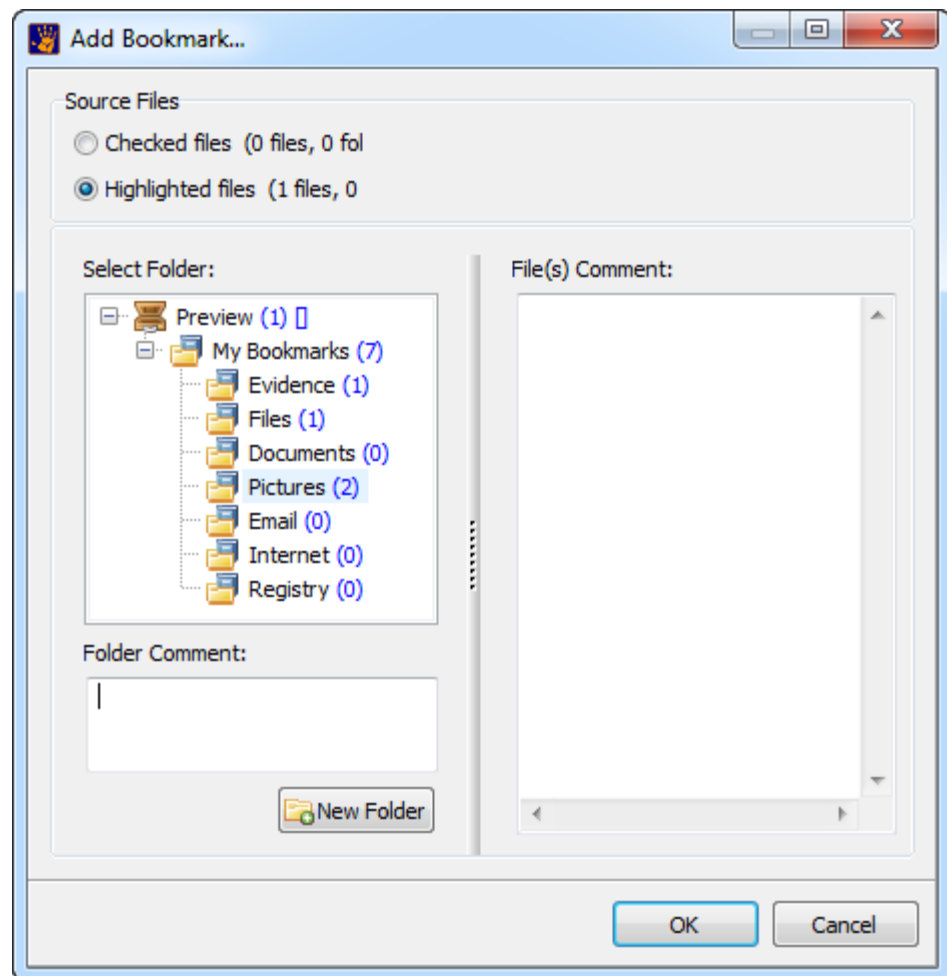 Add Bookmark...
Source Files
Checked files (0 files, 0 fol
Highlighted files (1 files, 0
Select Folder:
Preview (1) []
My Bookmarks (7)
Evidence (1)
Files (1)
Documents (0)
Pictures (2)
Email (0)
Internet (0)
Registry (0)
Folder Comment:
New Folder
File(s) Comment:
OK
Cancel